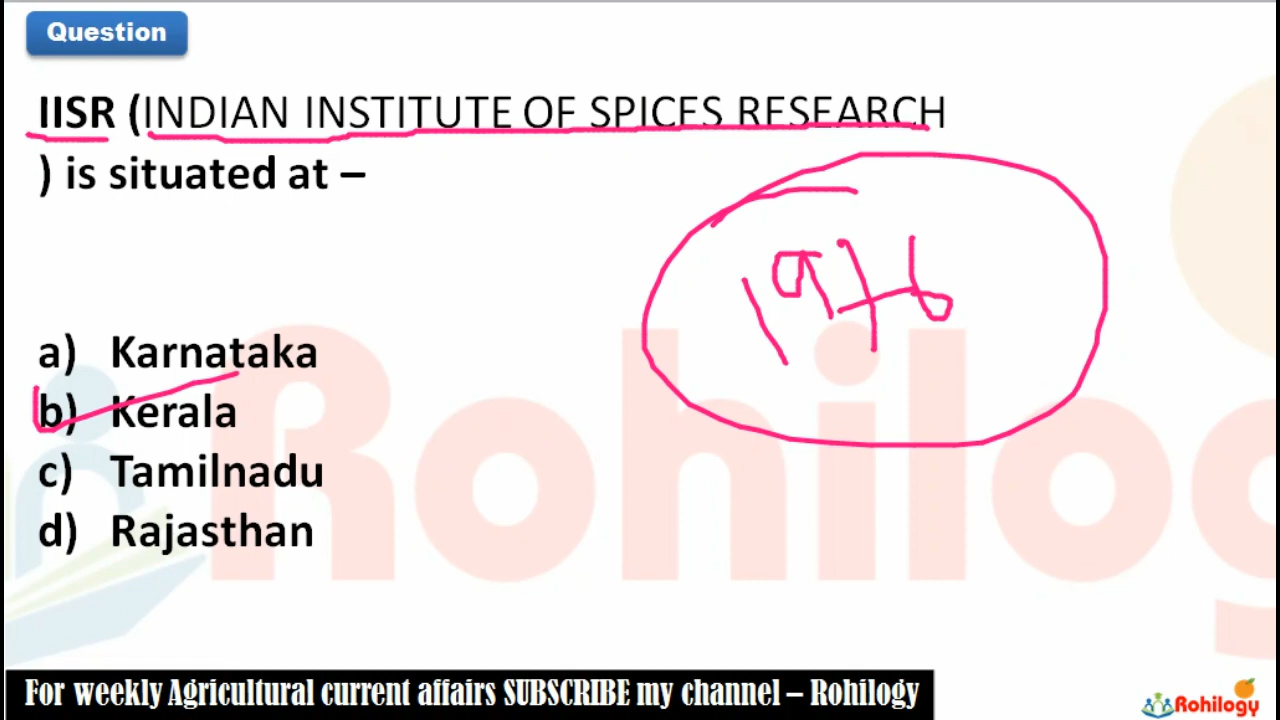 Question
IISR (INDIAN INSTITUTE OF SPICES RESEARCH
) is situated at –
1976
a) Karnataka
b) Kerala
c) Tamilnadu
d) Rajasthan
Rohilogy
For weekly Agricultural current affairs SUBSCRIBE my channel – Rohilogy
Rohilogy